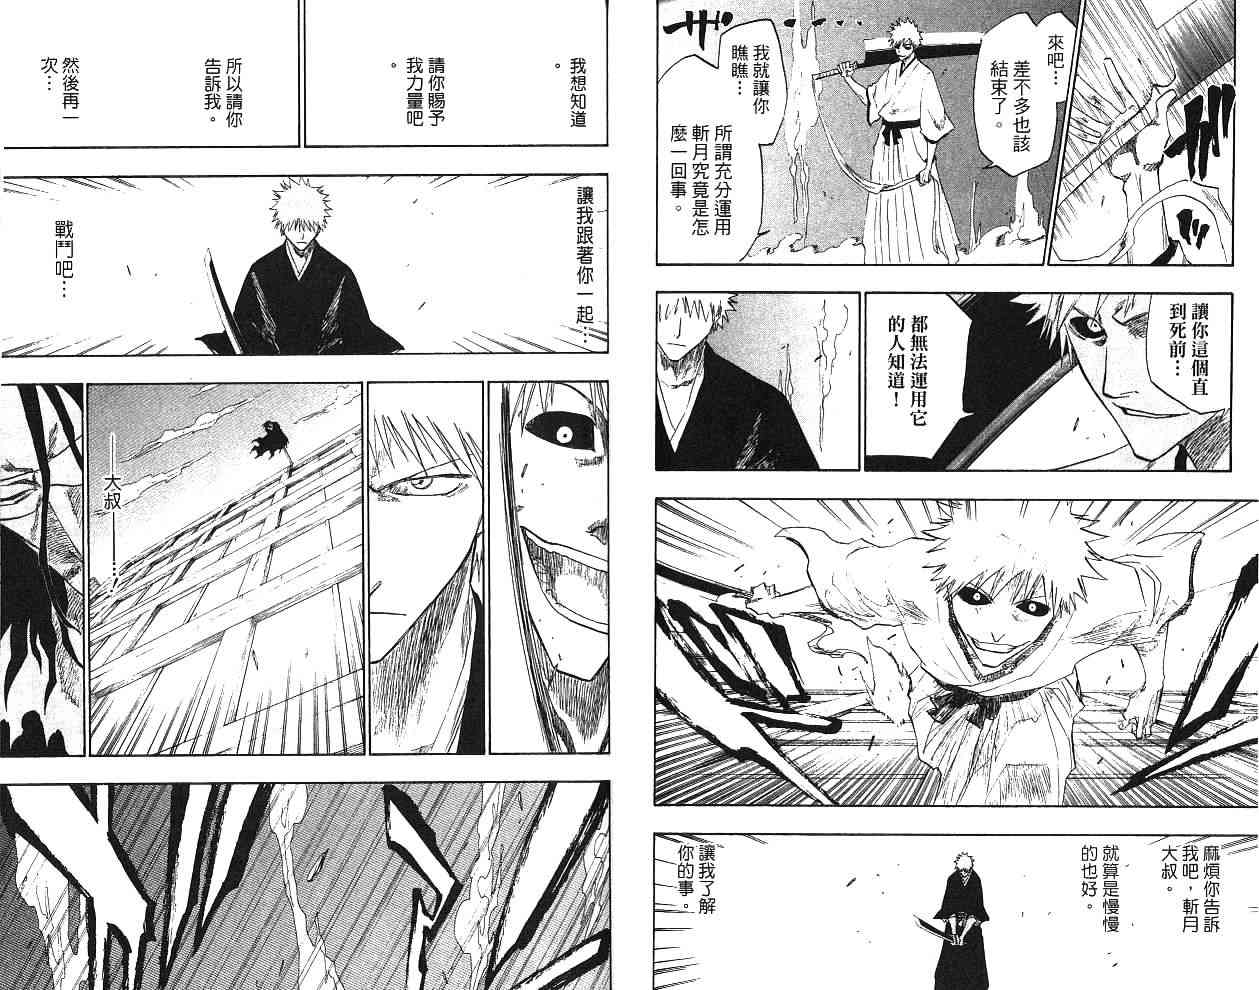 來吧…
差不多也該
結束了。
我就讓你
瞧瞧…
所謂充分運用
斬月究竟是怎
麼一回事。
讓你這個直
到死前…
都無法運用它
的人知道！
麻煩你告訴
我吧，斬月
大叔。
就算是慢慢
的也好。
讓我了解
你的事。
我想知道
。
請你賜予
我力量吧
。
所以請你
告訴我。
然後再一
次…
讓我跟著你一起…
戰鬥吧…
——大叔——…